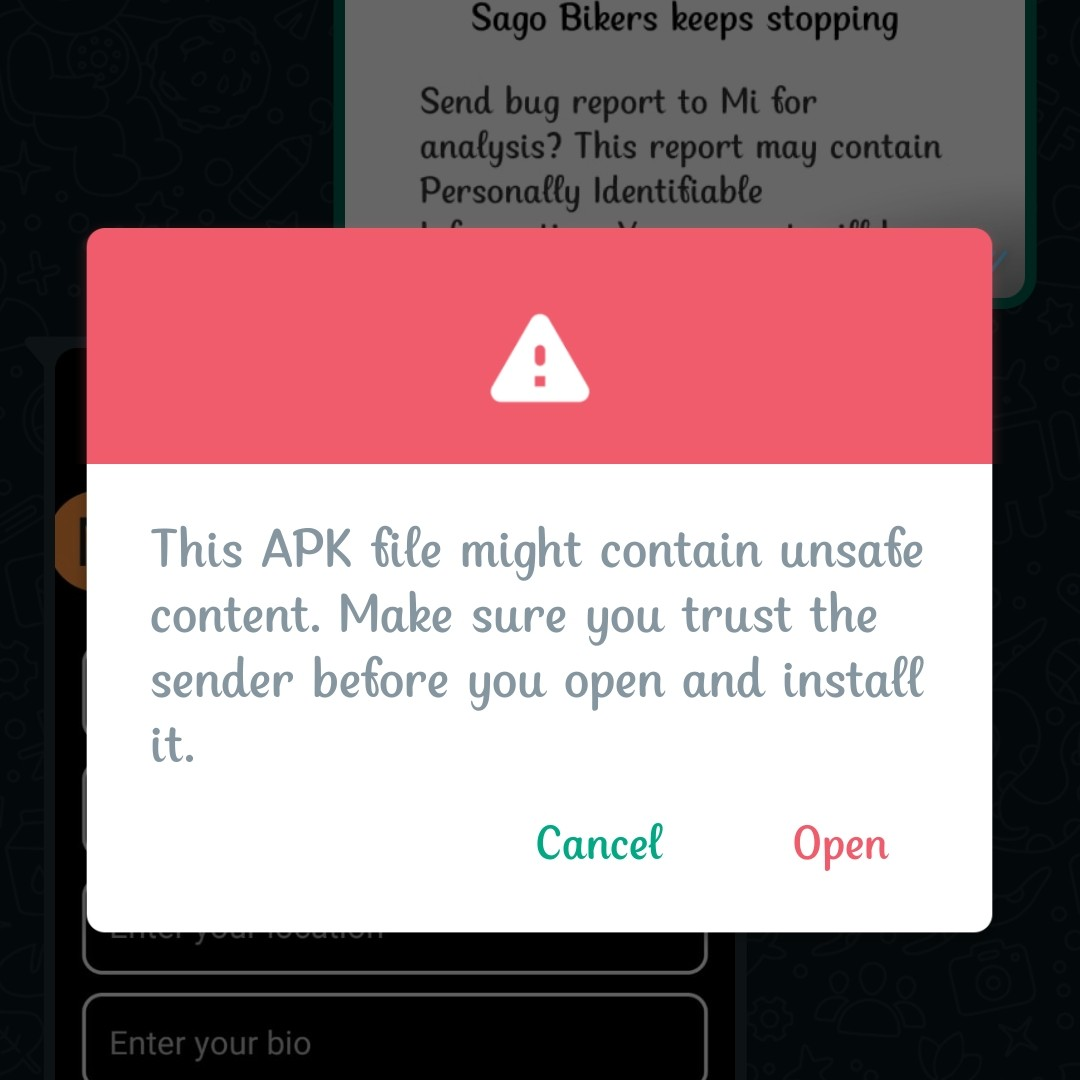 Sago Bikers keeps stopping
Send bug report to Mi for
analysis? This report may contain
Personally Identifiable
This APK file might contain unsafe
content. Make sure you trust the
sender before you open and install
it.
Cancel
Open
Enter your location
Enter your bio